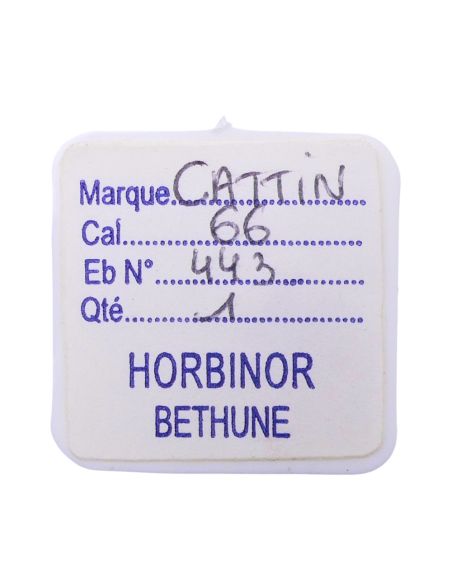 Marque CATTIN
Cal 66
Eb N° 443
Qté 1
HORBINOR
BETHUNE